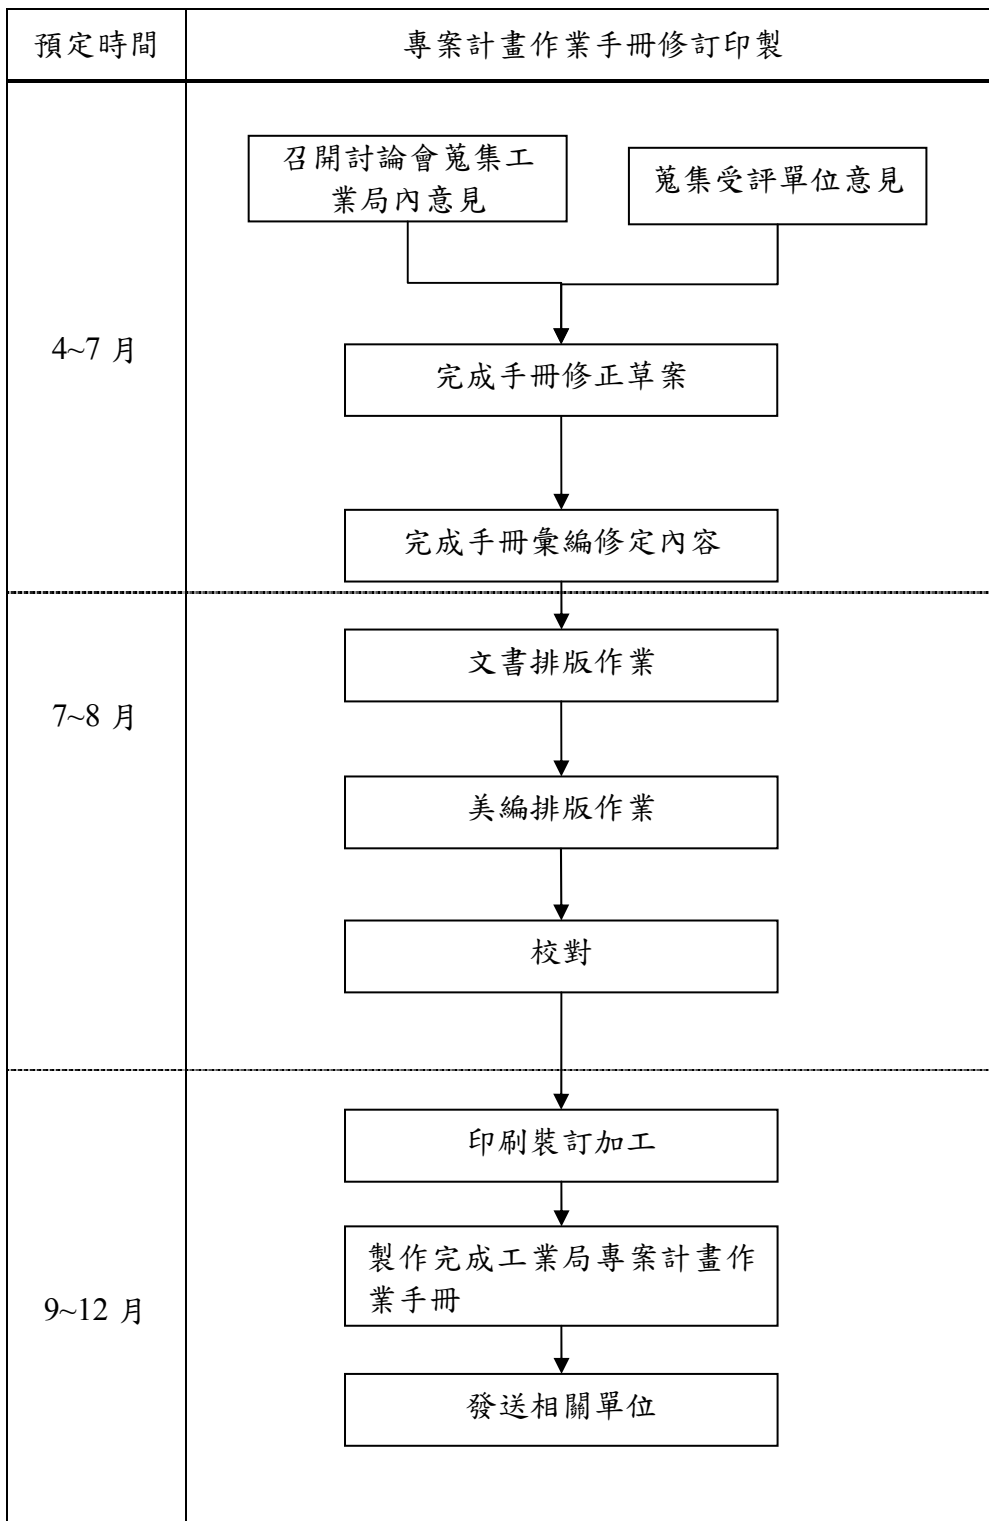 預定時間
專案計畫作業手冊修訂印製
召開討論會蒐集工
業局內意見
蒐集受評單位意見
4~7 月
完成手冊修正草案
完成手冊彙編修定內容
文書排版作業
7~8 月
美編排版作業
校對
印刷裝訂加工
製作完成工業局專案計畫作
業手冊
9~12 月
發送相關單位